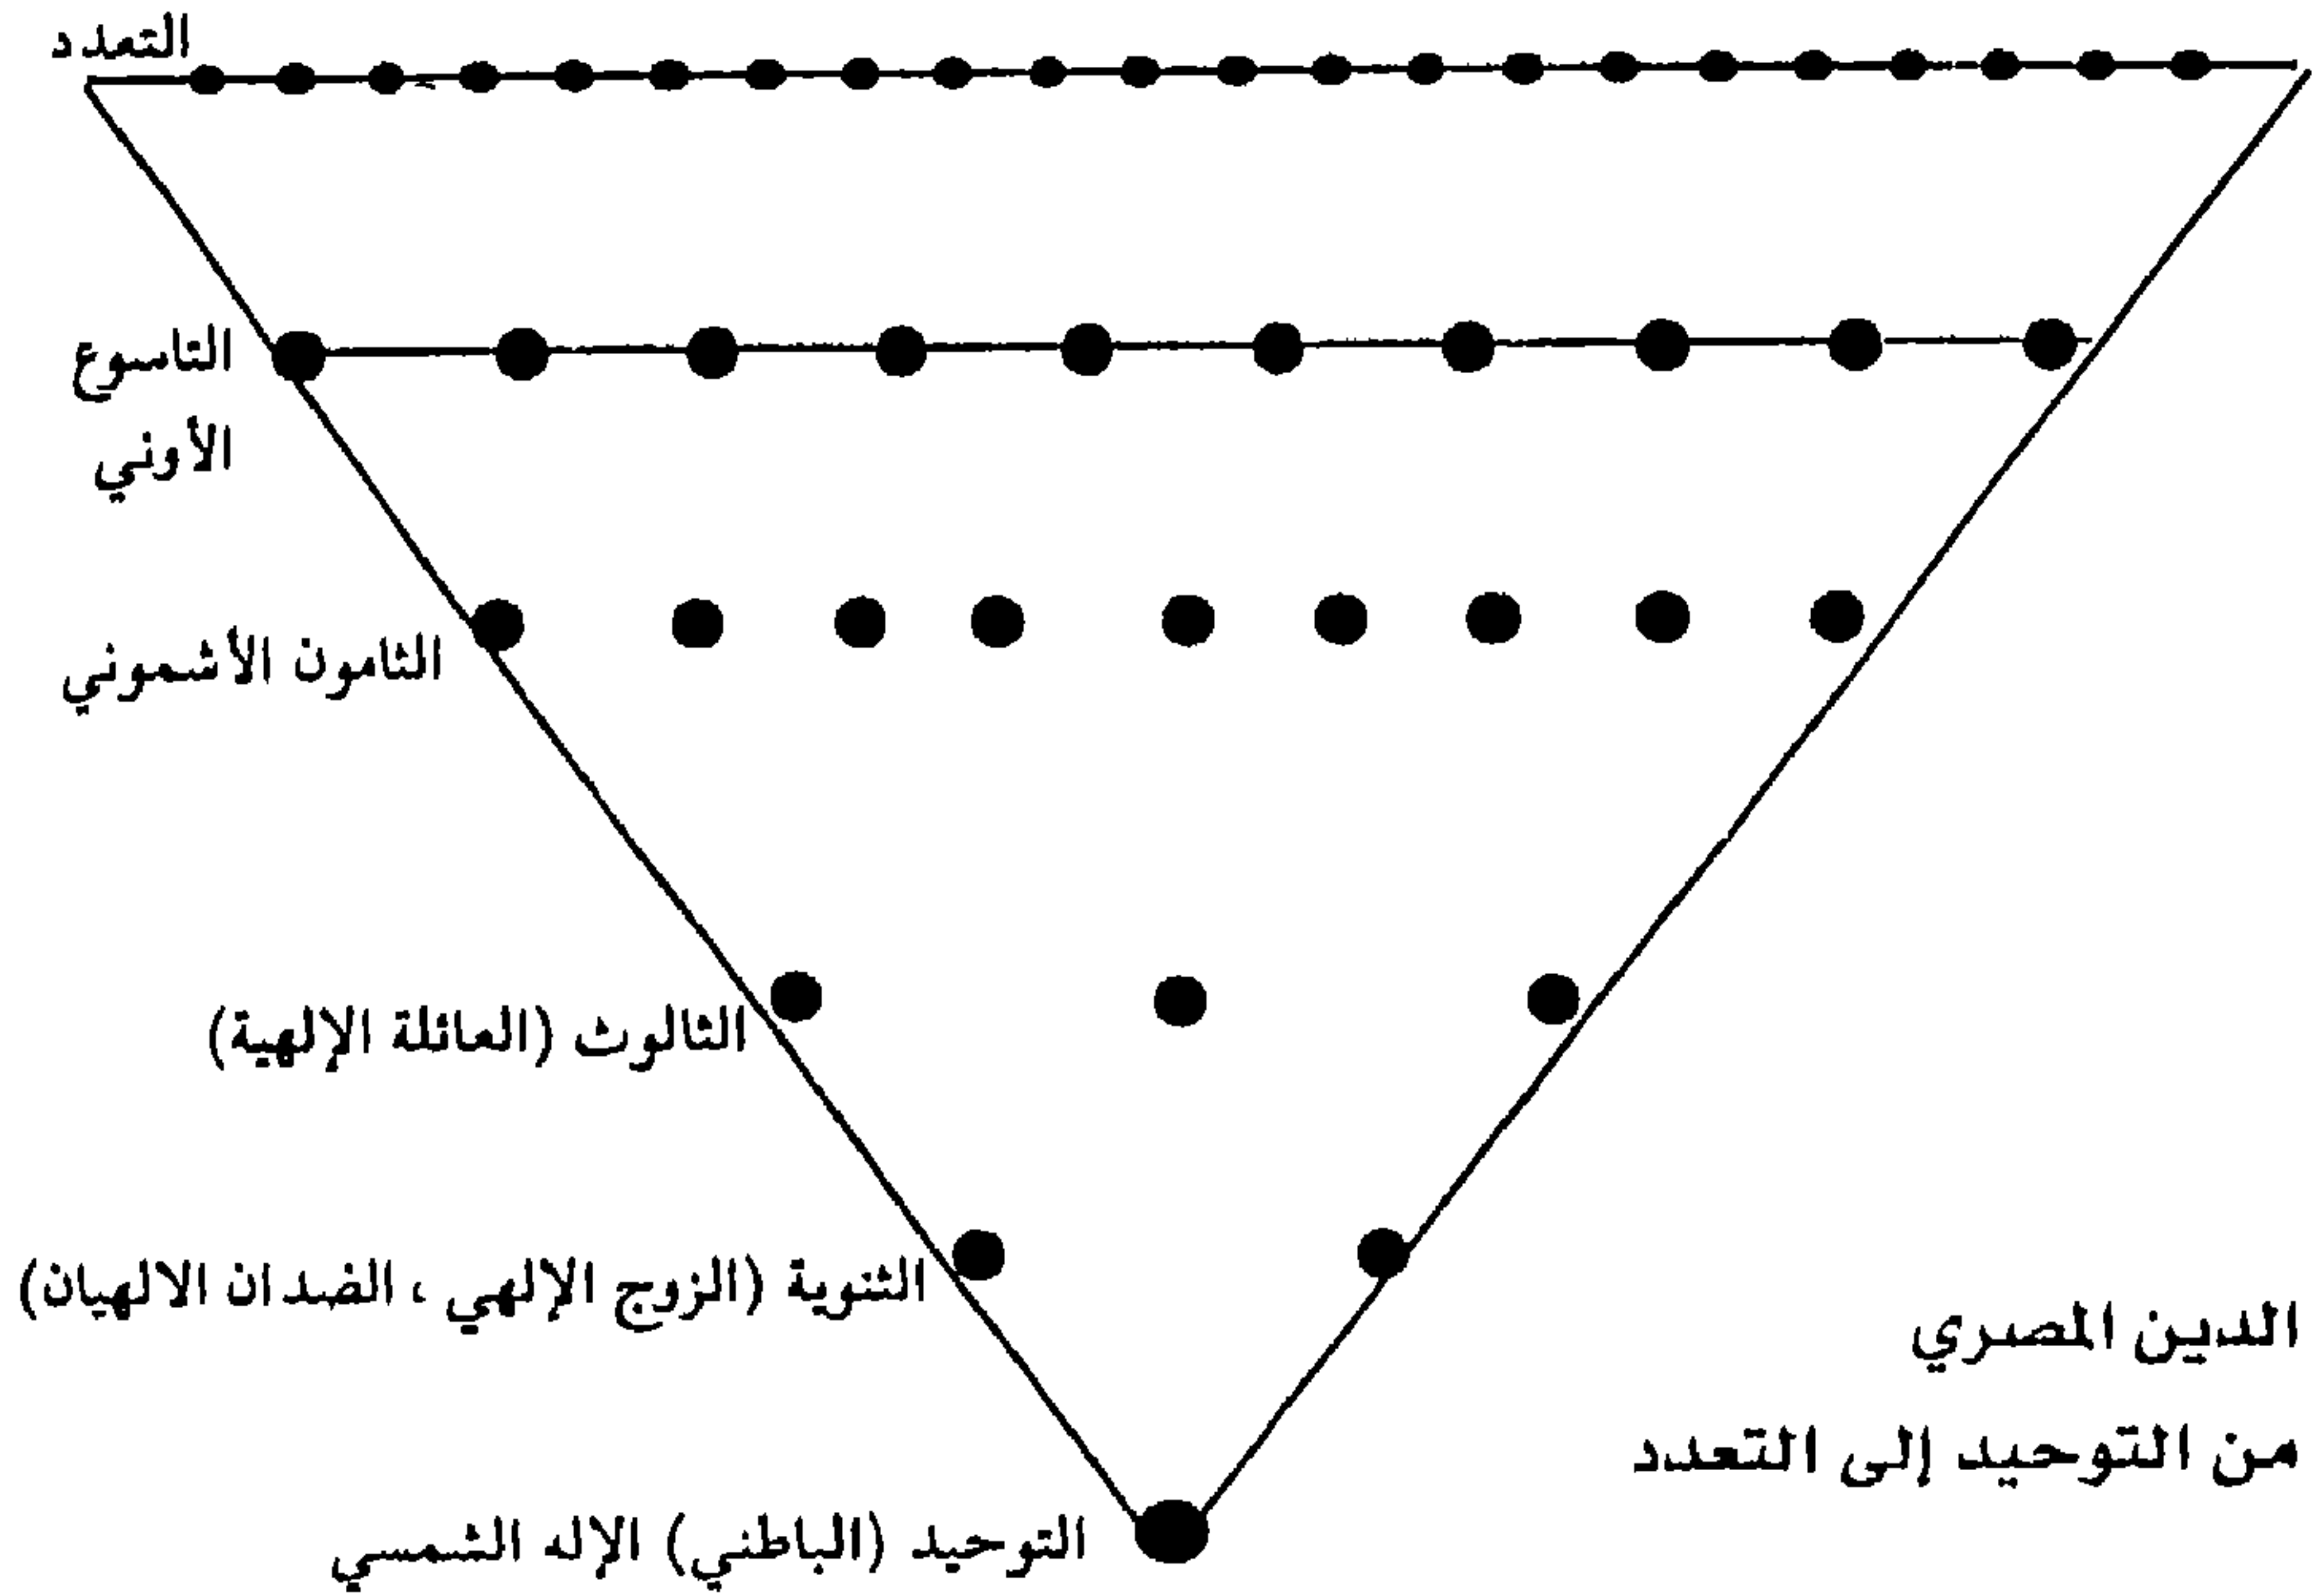 التعدد
التاسوع
الأوني
الثامون الأشموني
الثالوث (العائلة الإلهية)
الثنوية (الزوج الإلهي ، الضدان الالهيان)
التوحيد (الباطني) الإله الشمسي
الدين المصري
من التوحيد إلى التعدد